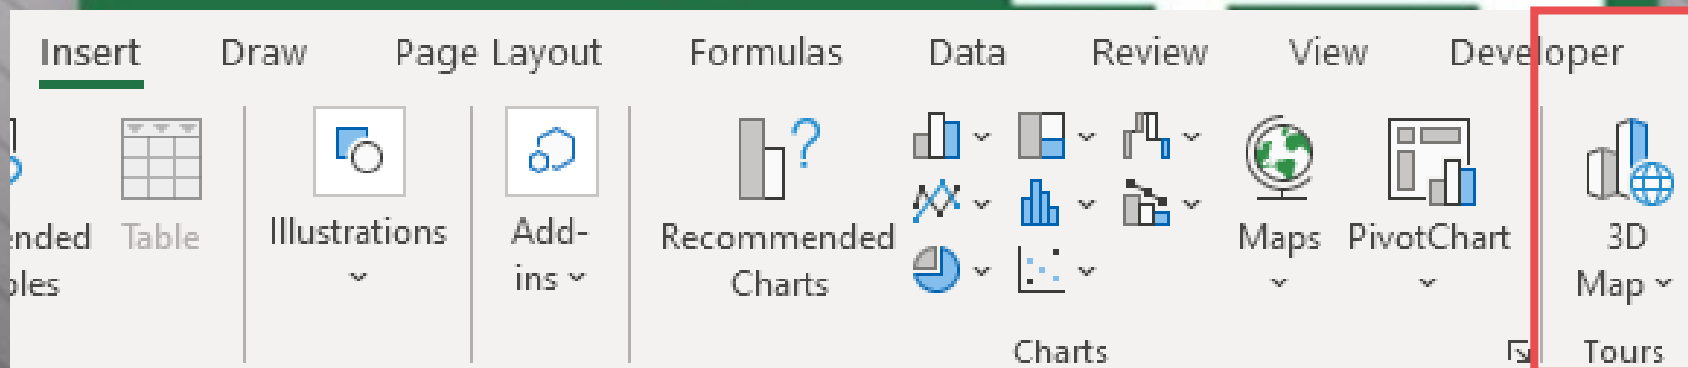 Insert Draw Page Layout Formulas Data Review View Developer
Table Illustrations Add-
ins Recommended
Charts Maps PivotChart 3D
Map
Charts Tours